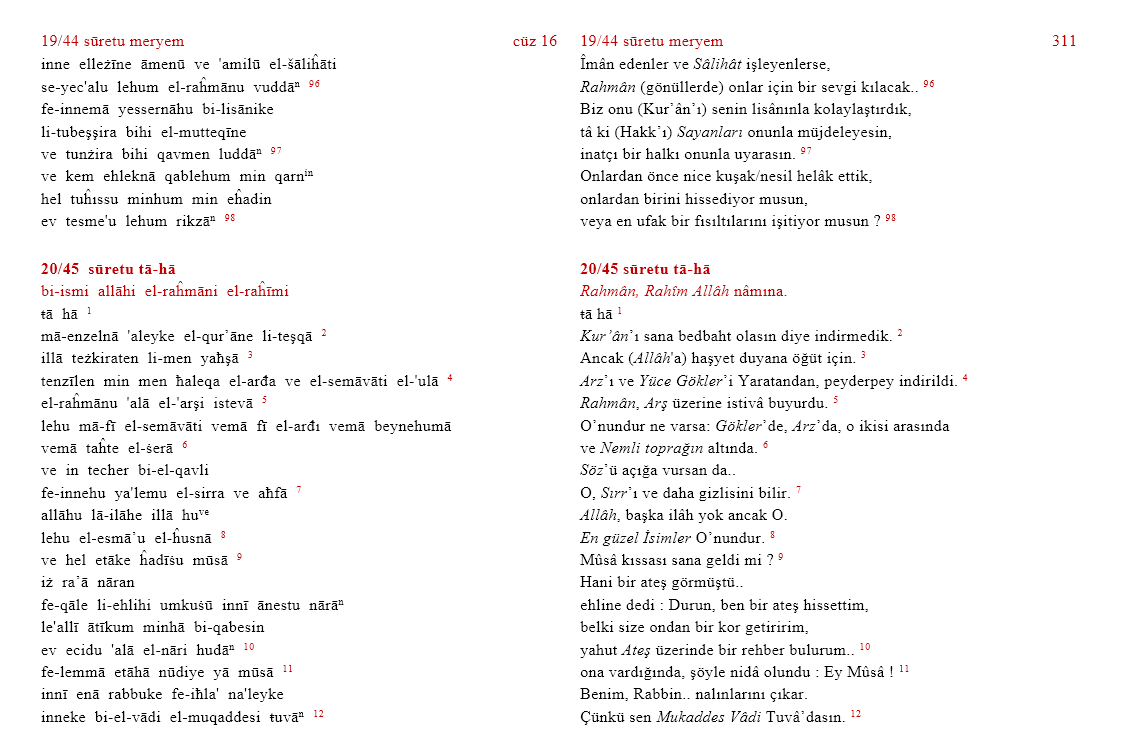 19/44 sūretu meryem cüz 16
inne elleżīne āmenū ve 'amilū el-šāliĥāti
se-yec'alu lehum el-raĥmānu vuddāⁿ 96
fe-innemā yessernāhu bi-lisānike
li-tubeşşira bihi el-mutteqīne
ve tunżira bihi qavmen luddāⁿ 97
ve kem ehleknā qablehum min qarnⁱⁿ
hel tuĥıssu minhum min eĥadin
ev tesme'u lehum rikzāⁿ 98
20/45 sūretu tā-hā
bi-ismi allāhi el-raĥmāni el-raĥīmi
ŧā hā 1
mā-enzelnā 'aleyke el-qur’āne li-teşqā 2
illā teżkiraten li-men yaħşā 3
tenzīlen min men ħaleqa el-arđa ve el-semāvāti el-'ulā 4
el-raĥmānu 'alā el-'arşi istevā 5
lehu mā-fī el-semāvāti vemā fī el-arđı vemā beynehumā
vemā taĥte el-ṡerā 6
ve in techer bi-el-qavli
fe-innehu ya'lemu el-sirra ve aħfā 7
allāhu lā-ilāhe illā huᵛᵉ
lehu el-esmā’u el-ĥusnā 8
ve hel etāke ĥadīṡu mūsā 9
iż ra’ā nāran
fe-qāle li-ehlihi umkuṡū innī ānestu nārāⁿ
le'allī ātīkum minhā bi-qabesin
ev ecidu 'alā el-nāri hudāⁿ 10
fe-lemmā etāhā nūdiye yā mūsā 11
innī enā rabbuke fe-iħla' na'leyke
inneke bi-el-vādi el-muqaddesi ŧuvāⁿ 12
19/44 sūretu meryem 311
Îmân edenler ve Sâlihât işleyenlerse,
Rahmân (gönüllerde) onlar için bir sevgi kılacak.. 96
Biz onu (Kur’ân’ı) senin lisânınla kolaylaştırdık,
tâ ki (Hakk’ı) Sayanları onunla müjdeleyesin,
inatçı bir halkı onunla uyarasın. 97
Onlardan önce nice kuşak/nesil helâk ettik,
onlardan birini hissediyor musun,
veya en ufak bir fısıltılarını işitiyor musun ? 98
20/45 sūretu tā-hā
Rahmân, Rahîm Allâh nâmına.
ŧā hā 1
Kur’ân’ı sana bedbaht olasın diye indirmedik. 2
Ancak (Allâh'a) haşyet duyana öğüt için. 3
Arz’ı ve Yüce Gökler’i Yaratandan, peyderpey indirildi. 4
Rahmân, Arş üzerine istivâ buyurdu. 5
O’nundur ne varsa: Gökler’de, Arz’da, o ikisi arasında
ve Nemli toprağın altında. 6
Söz’ü açığa vursan da..
O, Sırr’ı ve daha gizlisini bilir. 7
Allâh, başka ilâh yok ancak O.
En güzel İsimler O’nundur. 8
Mûsâ kıssası sana geldi mi ? 9
Hani bir ateş görmüştü..
ehline dedi : Durun, ben bir ateş hissettim,
belki size ondan bir kor getiririm,
yahut Ateş üzerinde bir rehber bulurum.. 10
ona vardığında, şöyle nidâ olundu : Ey Mûsâ ! 11
Benim, Rabbin.. nalınlarını çıkar.
Çünkü sen Mukaddes Vâdi Tuvâ’dasın. 12